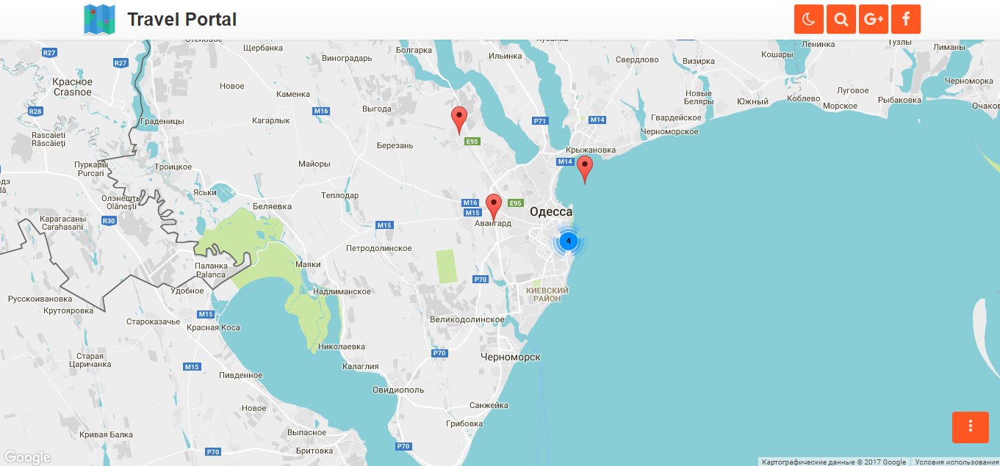 Travel Portal
G+
f
Степовое
Щербанка
R27
R27
Виноградарь
Болгарка
Ильинка
Кубанка
Свердлово
Визирка
Кошары
Ленинка
Тузлы
Лиманы
Красное
Crasnoe
Новое
Каменка
Черноморка
R28
M16
Выгода
Новые
Беляры
Южный
Коблево
Луговое
Морское
Рыбаковка
Граденицы
Кагарлык
P71
M14
Гвардейское
Черноморское
Rascaieti
Răscăieți
Березань
E95
Крыжановка
Пуркары
Purcari
Троицкое
Майоры
M14
Яськи
Теплодар
Олэнешть
Olănești
Беляевка
M16
M15
E95
Одесса
Авангард
Карагасаны
Carahasani
R30
M15
4
Петродолинское
Паланка
Palanca
Маяки
P70
КИЕВСКИЙ
РАЙОН
Удобное
Надлиманское
Русскоивановка
Крутояровка
M15
Староказачье
Красная Коса
Великодолинское
Николаевка
P70
Черноморск
Старая
Царичанка
M15
Калаглия
Пивденное
Овидиополь
Новое
Санжейка
Грибовка
Кривая Балка
Выпасное
Бритовка
P70
P70
Google
Картографические данные © 2017 Google
Условия использования